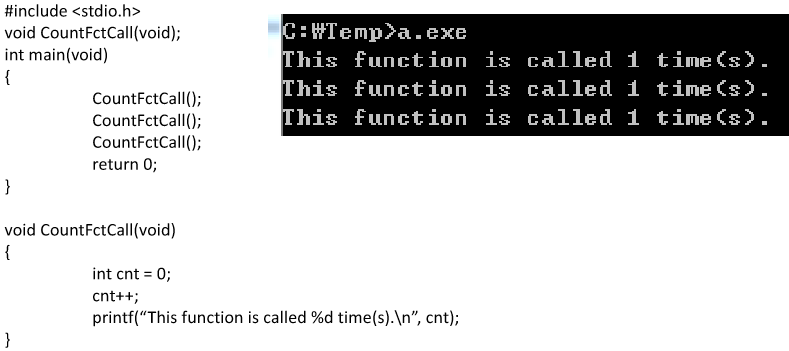 #include <stdio.h>
void CountFctCall(void);
int main(void)
{
CountFctCall();
CountFctCall();
CountFctCall();
return 0;
}
void CountFctCall(void)
{
int cnt = 0;
cnt++;
printf(“This function is called %d time(s).\n”, cnt);
}
C:₩Temp>a.exe
This function is called 1 time(s).
This function is called 1 time(s).
This function is called 1 time(s).